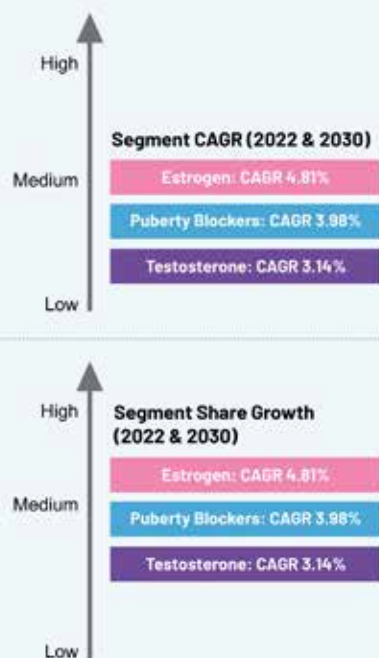 High
Segment CAGR (2022 & 2030)
Medium
Estrogen: CAGR 4.81%
Puberty Blockers: CAGR 3.98%
Testosterone: CAGR 3.14%
Low
High
Segment Share Growth
(2022 & 2030)
Estrogen: CAGR 4.81%
Medium
Puberty Blockers: CAGR 3.98%
Testosterone: CAGR 3.14%
Low